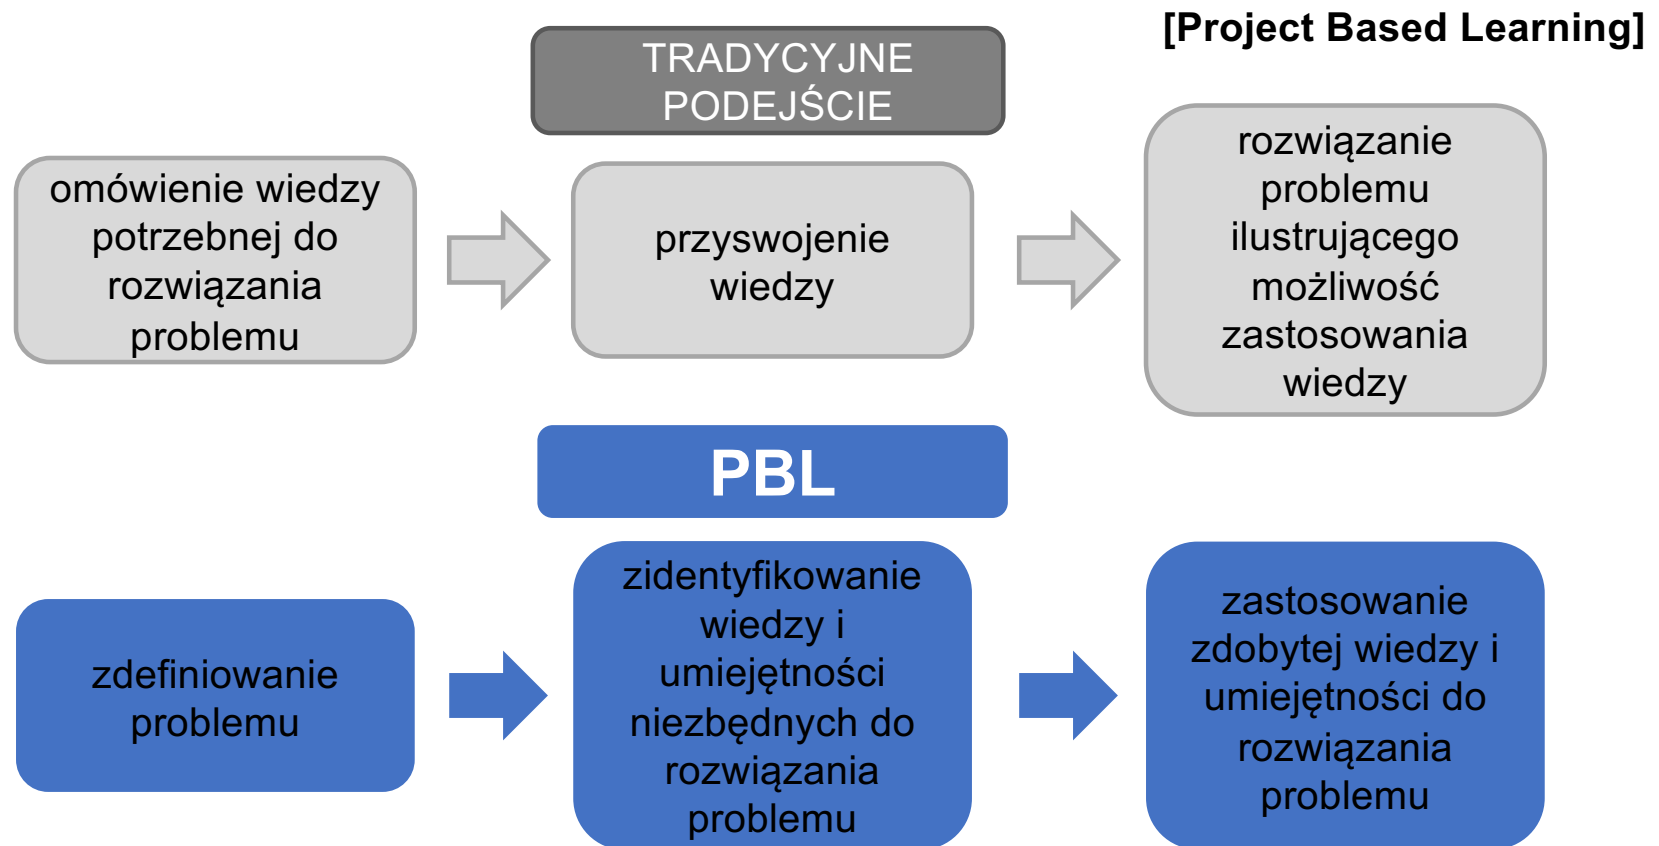 [Project Based Learning]
TRADYCYJNE
PODEJŚCIE
omówienie wiedzy
potrzebnej do
rozwiązania
problemu
przyswojenie
wiedzy
rozwiązanie
problemu
ilustrującego
możliwość
zastosowania
wiedzy
PBL
zdefiniowanie
problemu
zidentyfikowanie
wiedzy i
umiejętności
niezbędnych do
rozwiązania
problemu
zastosowanie
zdobytej wiedzy i
umiejętności do
rozwiązania
problemu